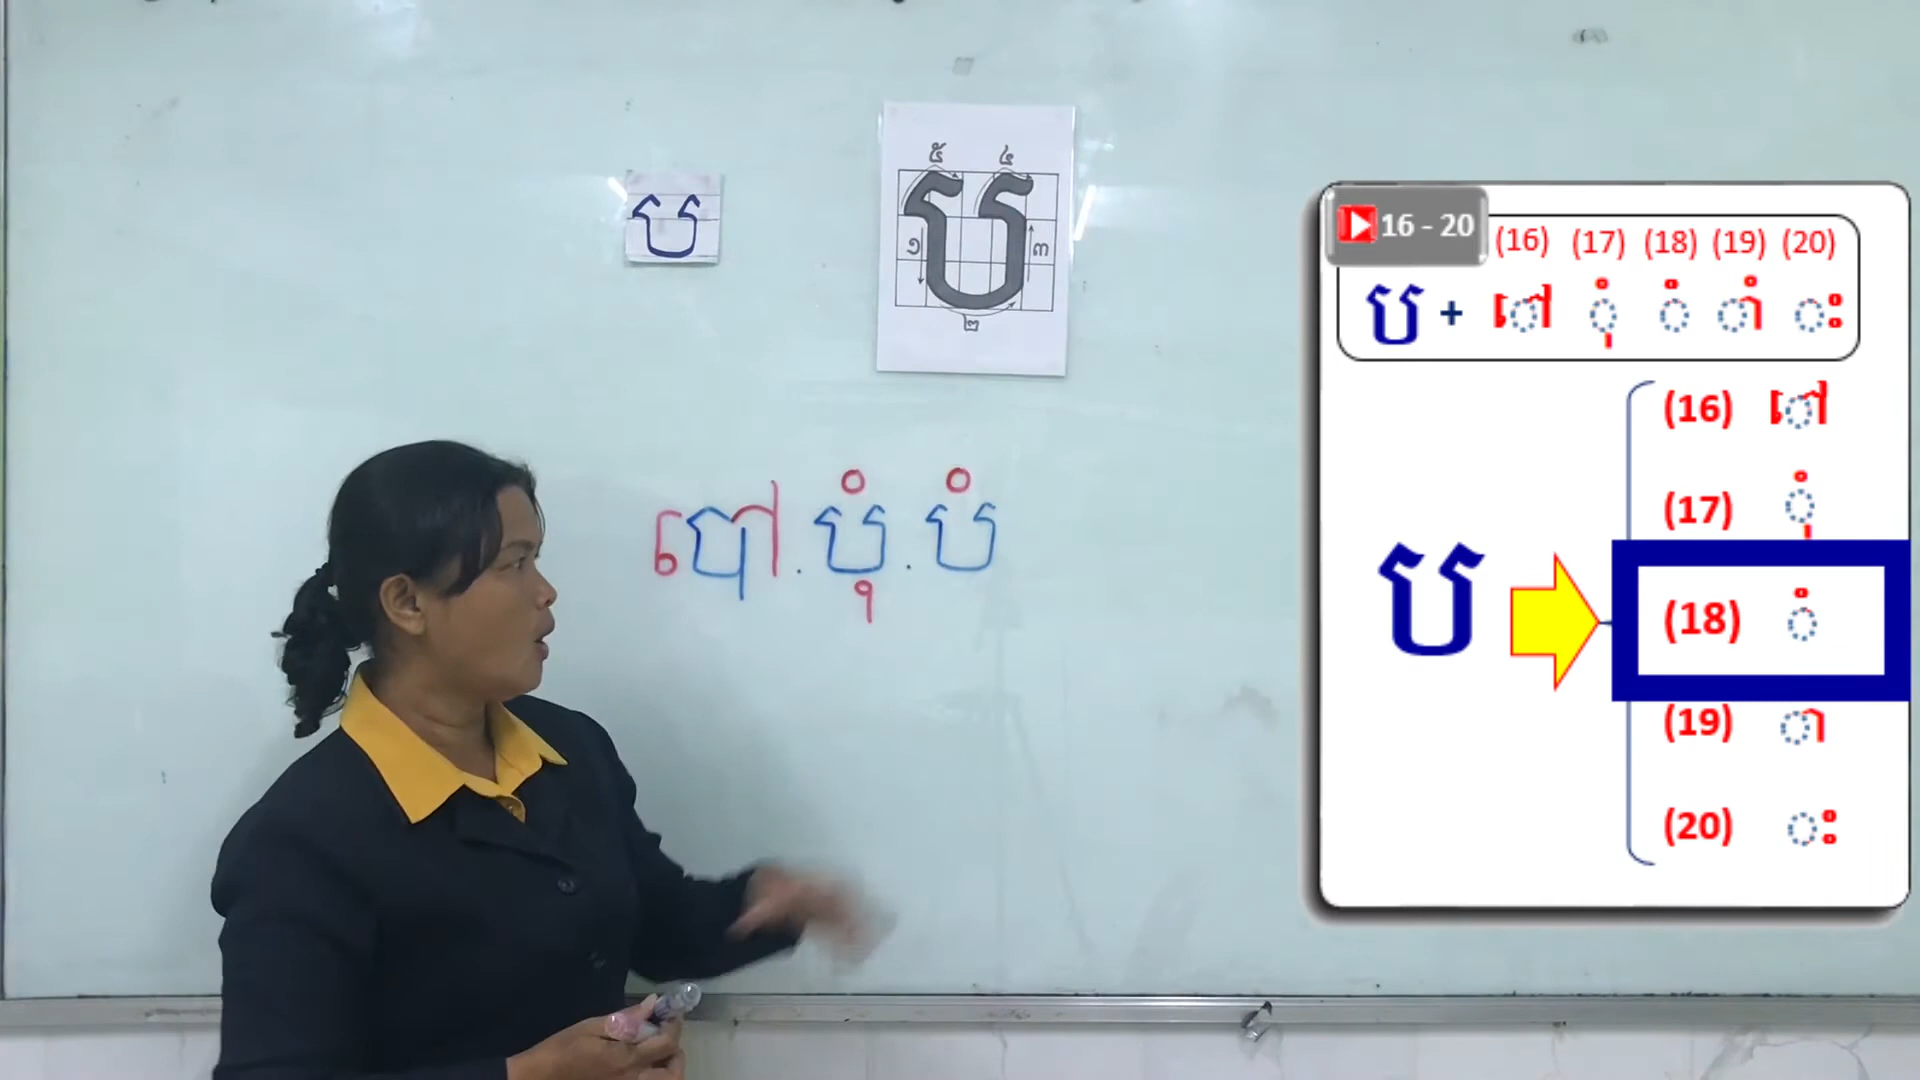 ប
៥ ៤
១ ៣
២
បៅ . បុំ . បំ
16 - 20 (16) (17) (18) (19) (20)
ប + ៅ ុំ ំ ាំ ះ
(16) ៅ
(17) ុំ
ប (18) ំ
(19) ា
(20) ះ